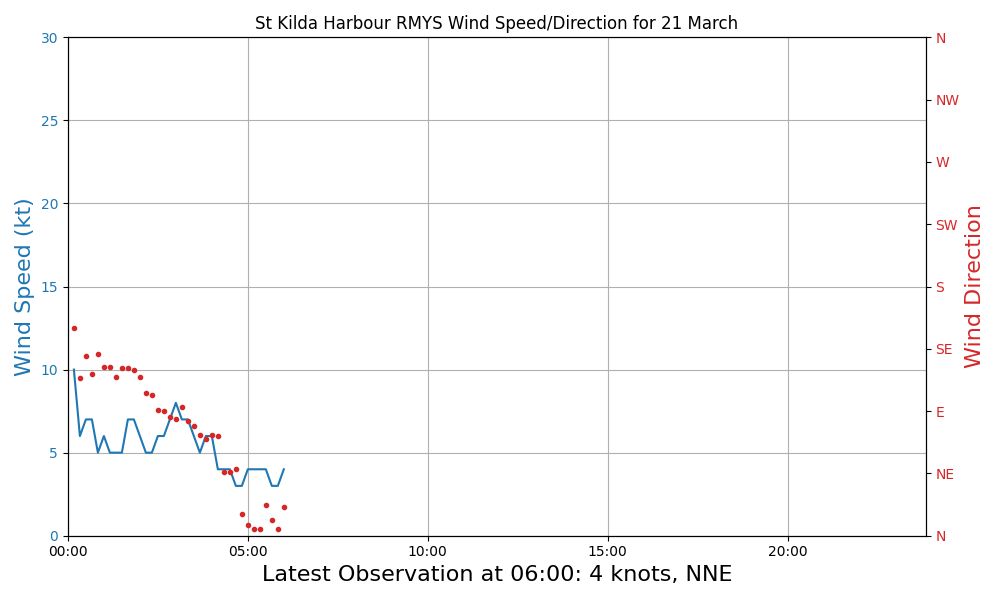 St Kilda Harbour RMYS Wind Speed/Direction for 21 March
30
25
20
15
10
5
0
Wind Speed (kt)
N
NW
W
SW
S
SE
E
NE
N
Wind Direction
00:00
05:00
10:00
15:00
20:00
Latest Observation at 06:00: 4 knots, NNE